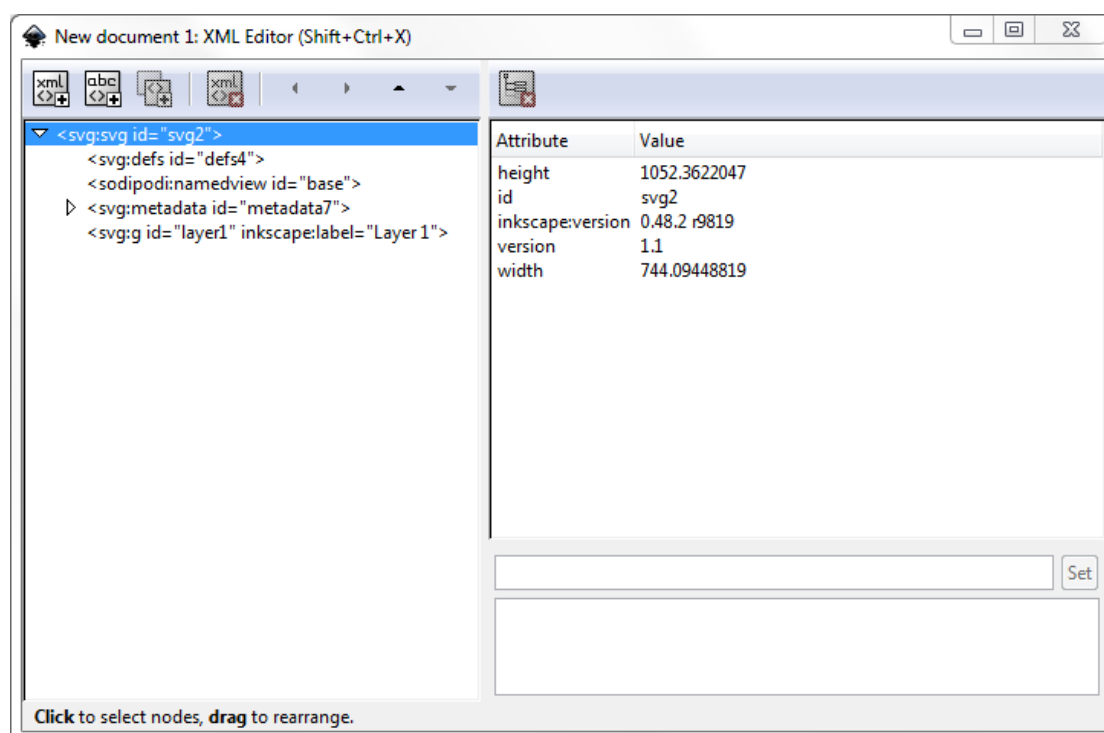 New document 1: XML Editor (Shift+Ctrl+X)
xml abc xml
<svg:svg id="svg2">
<svg:defs id="defs4">
<sodipodi:namedview id="base">
<svg:metadata id="metadata7">
<svg:g id="layer1" inkscape:label="Layer 1">
Attribute Value
height 1052.3622047
id svg2
inkscape:version 0.48.2 r9819
version 1.1
width 744.09448819
Set
Click to select nodes, drag to rearrange.